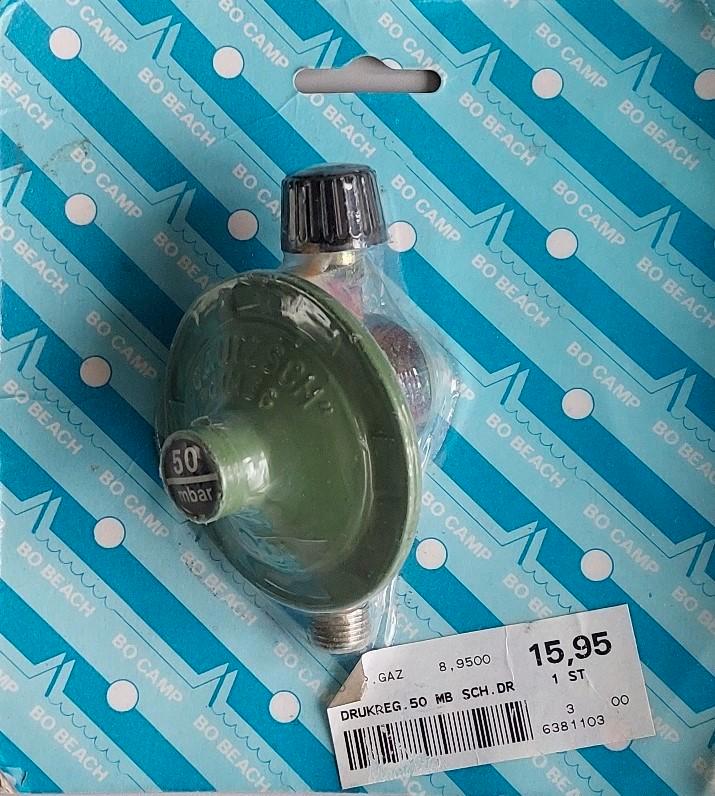 BO CAMP
BO BEACH
50
mbar
.GAZ 8,9500 15,95
1 ST
DRUKREG.50 MB SCH.DR
3 00
6381103